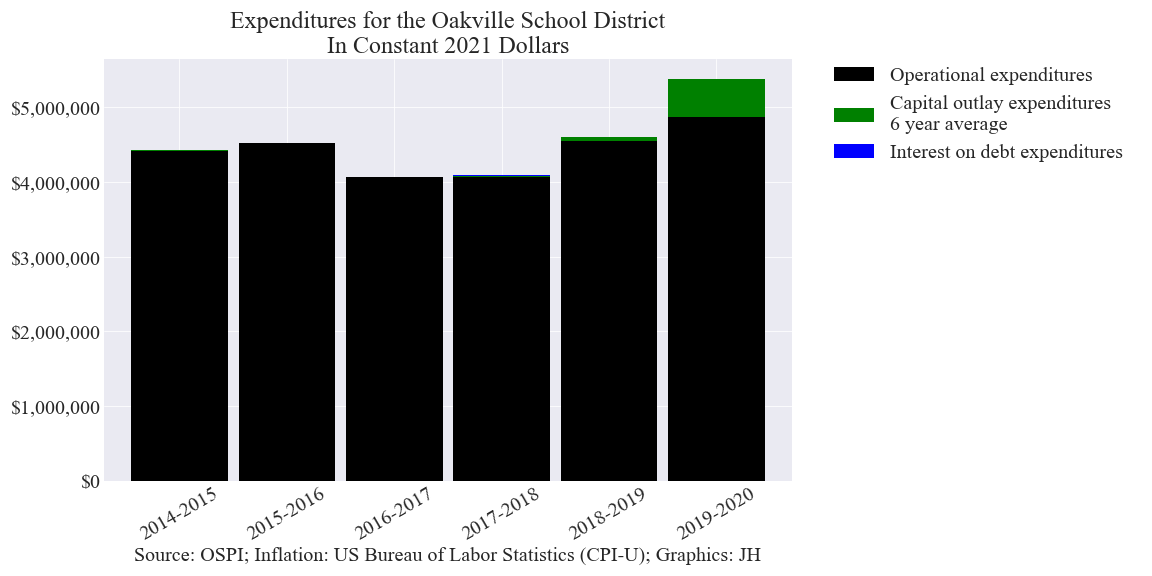 Expenditures for the Oakville School District
In Constant 2021 Dollars
Operational expenditures
Capital outlay expenditures
6 year average
Interest on debt expenditures
$5,000,000
$4,000,000
$3,000,000
$2,000,000
$1,000,000
$0
2014-2015
2015-2016
2016-2017
2017-2018
2018-2019
2019-2020
Source: OSPI; Inflation: US Bureau of Labor Statistics (CPI-U); Graphics: JH